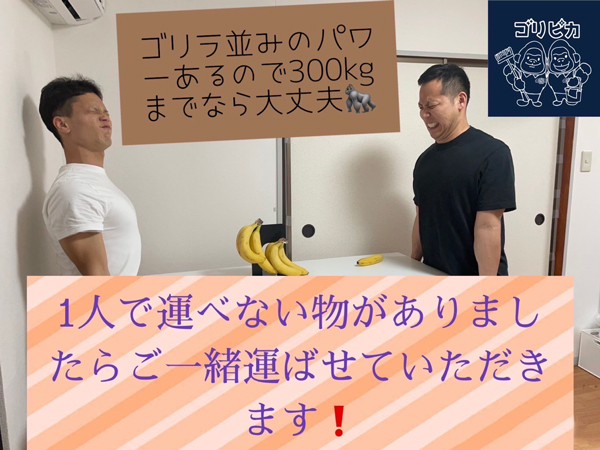 ゴリラ並みのパワ
ーあるので300kg
までなら大丈夫🦍
ゴリピカ
1人で運べない物がありまし
たらご一緒運ばせていただき
ます❗